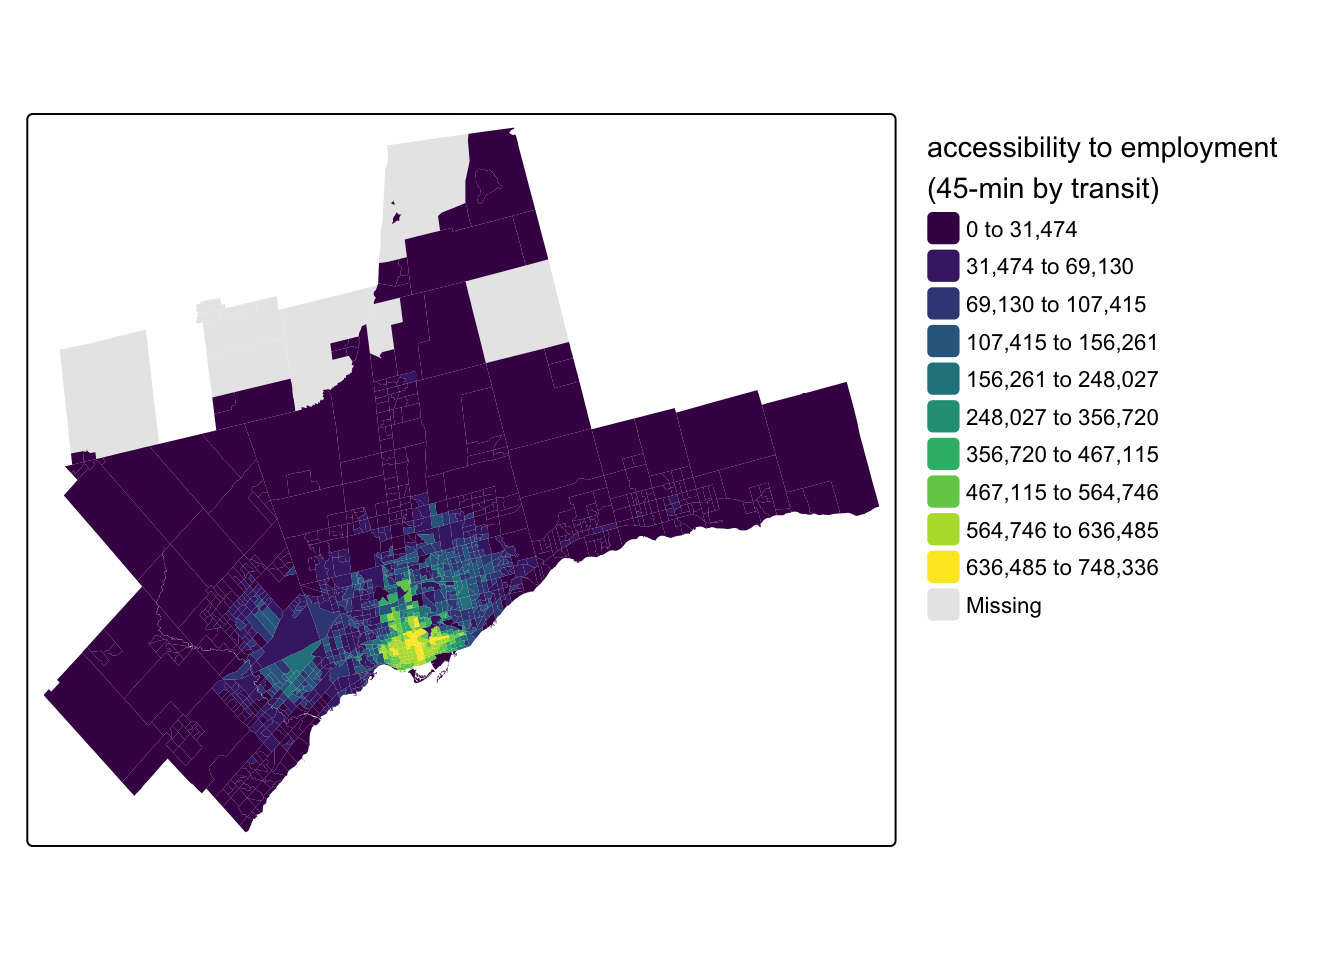 accessibility to employment
(45-min by transit)
0 to 31,474
31,474 to 69,130
69,130 to 107,415
107,415 to 156,261
156,261 to 248,027
248,027 to 356,720
356,720 to 467,115
467,115 to 564,746
564,746 to 636,485
636,485 to 748,336
Missing